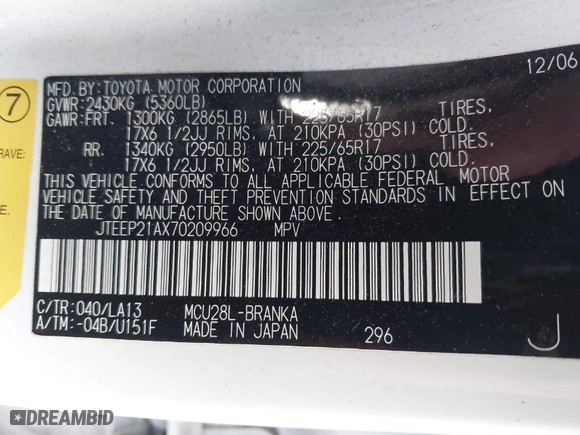 12/06
MFD.BY:TOYOTA MOTOR CORPORATION
GVWR:2430KG (5360LB)
GAWR:FRT. 1300KG (2865LB) WITH 225/65R17 TIRES,
17X6 1/2JJ RIMS, AT 210KPA (30PSI) COLD.
RR. 1340KG (2950LB) WITH 225/65R17 TIRES,
17X6 1/2JJ RIMS, AT 210KPA (30PSI) COLD.
THIS VEHICLE CONFORMS TO ALL APPLICABLE FEDERAL MOTOR
VEHICLE SAFETY AND BUMPER STANDARDS IN EFFECT ON
THE DATE OF MANUFACTURE SHOWN ABOVE.
JTEEP21AX70209966 MPV
C/TR:040/LA13 MCU28L-BRANKA
A/TM:-04B/U151F MADE IN JAPAN 296 J
7
RAVE:
E.
DREAMBID